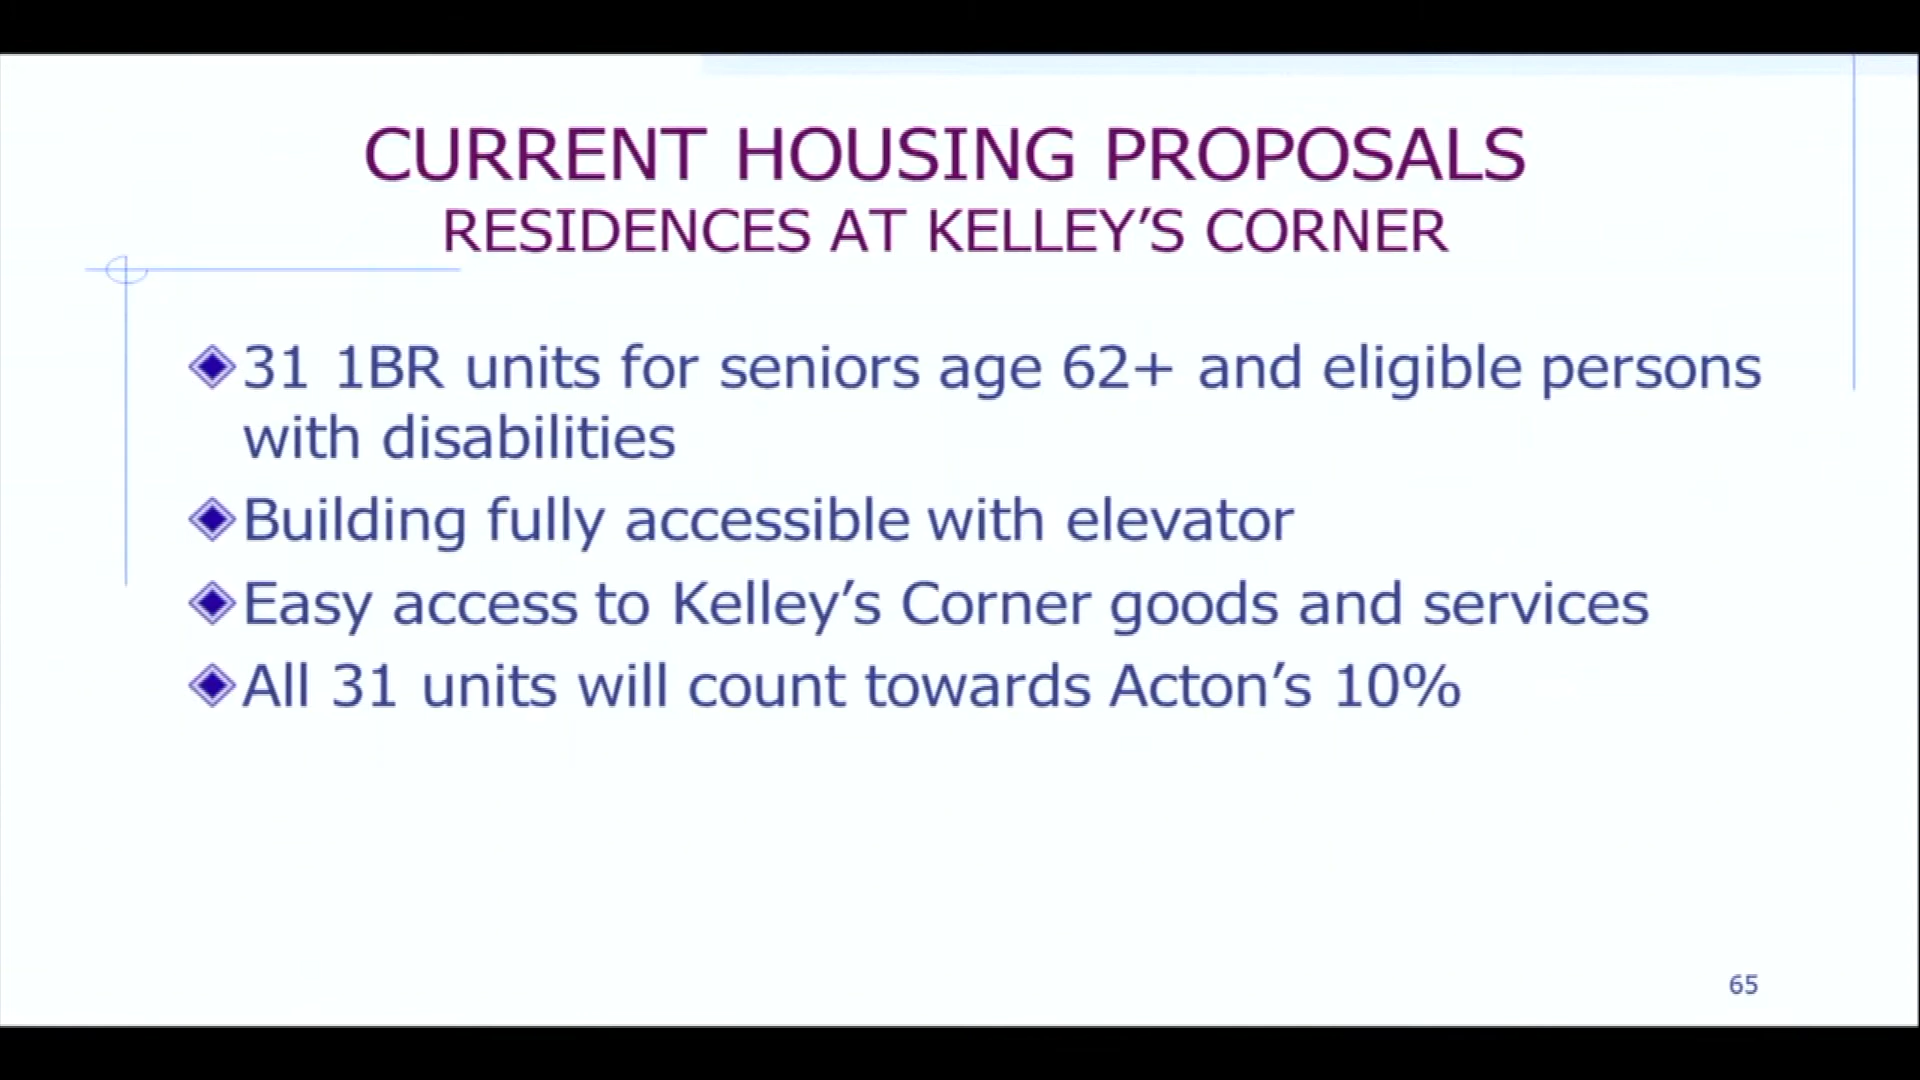 CURRENT HOUSING PROPOSALS
RESIDENCES AT KELLEY’S CORNER
31 1BR units for seniors age 62+ and eligible persons
with disabilities
Building fully accessible with elevator
Easy access to Kelley’s Corner goods and services
All 31 units will count towards Acton’s 10%
65